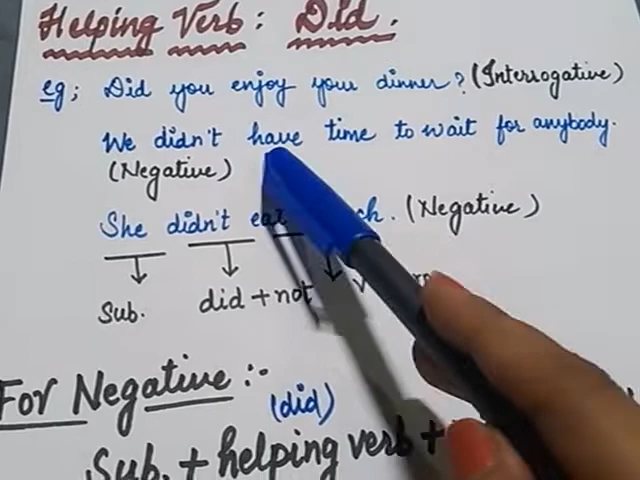 Helping Verb: Did.
eg; Did you enjoy your dinner? (Interrogative)
We didn't have time to wait for anybody.
(Negative)
She didn't eat (Negative)
Sub. did + not
For Negative :-
(did)
Sub. + helping verb +